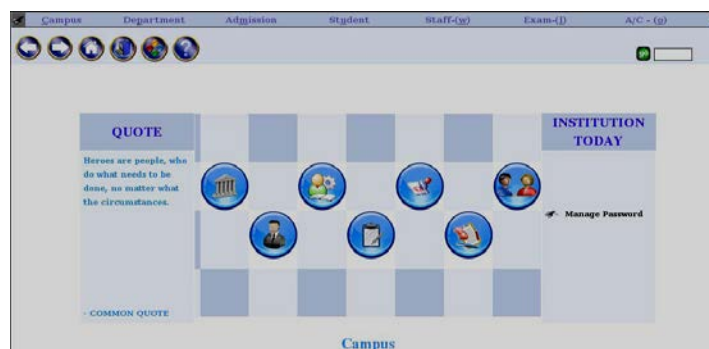 Campus Department Admission Student Staff-(w) Exam-(J) A/C - (o)
QUOTE
Heroes are people, who
do what needs to be
done, no matter what
the circumstances.
- COMMON QUOTE
INSTITUTION
TODAY
Manage Password
Campus